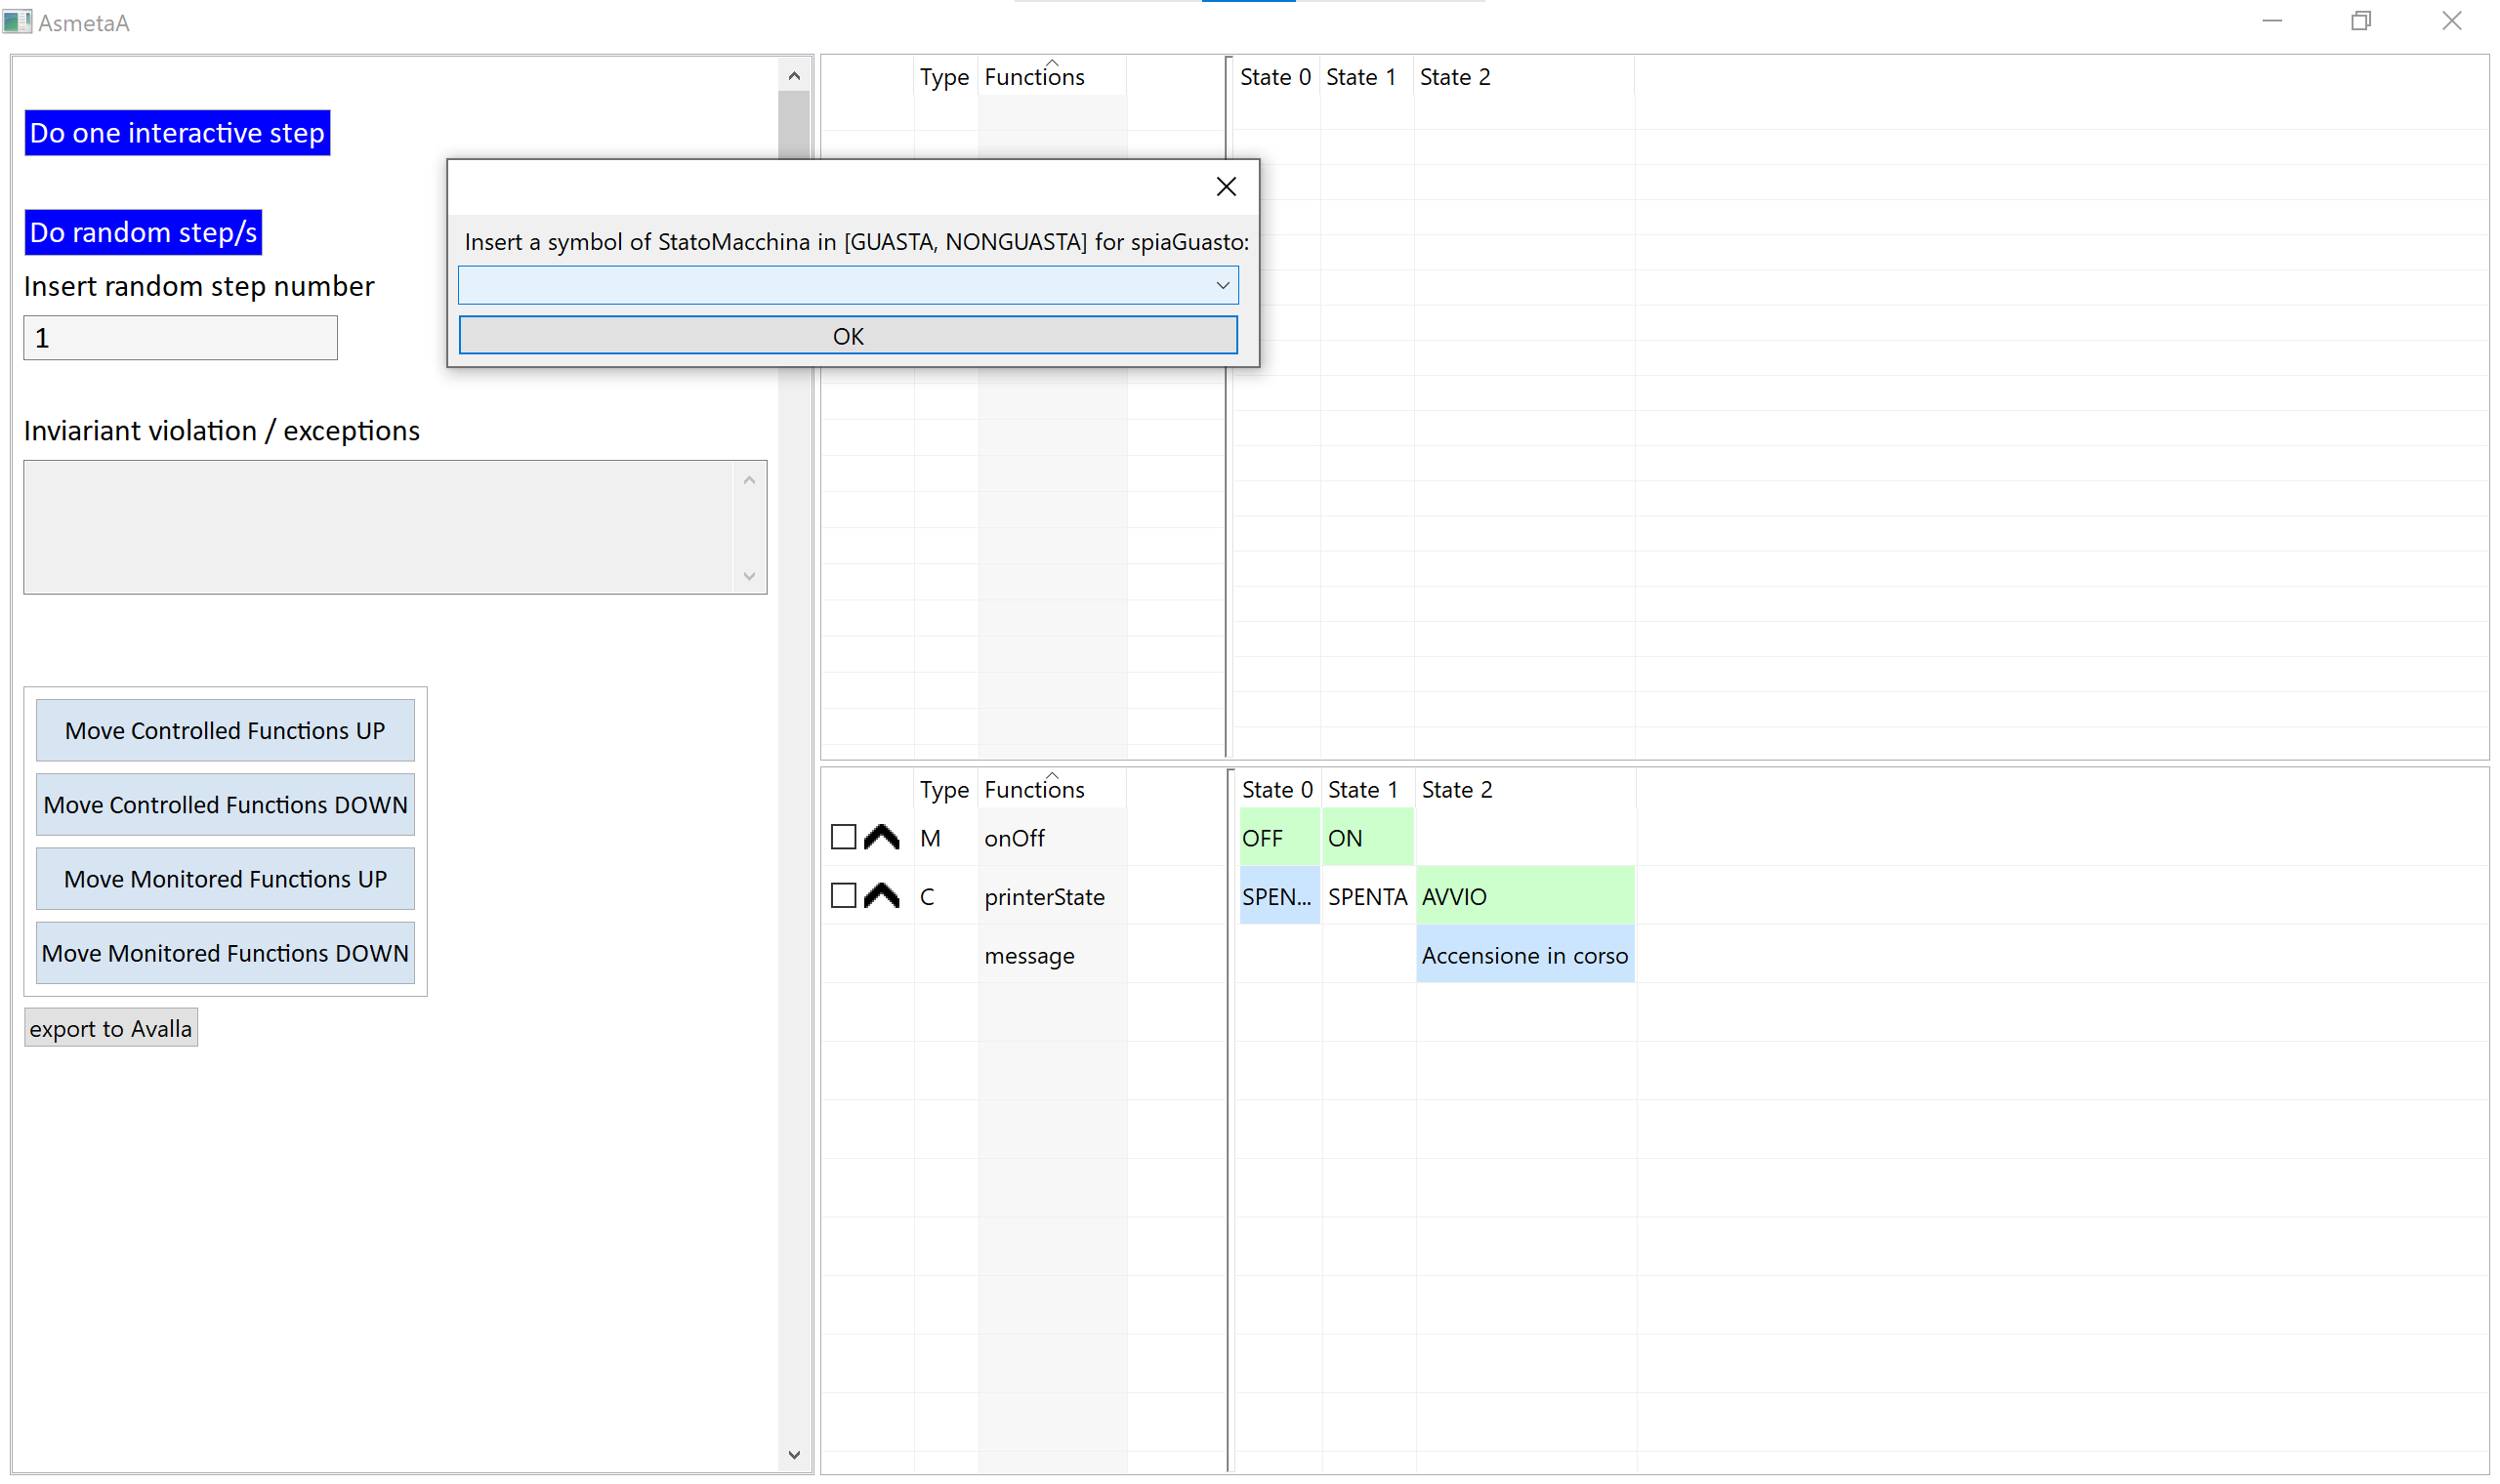 AsmetaA
Do one interactive step
Do random step/s
Insert random step number
1
Inviariant violation / exceptions
Move Controlled Functions UP
Move Controlled Functions DOWN
Move Monitored Functions UP
Move Monitored Functions DOWN
export to Avalla
Insert a symbol of StatoMacchina in [GUASTA, NONGUASTA] for spiaGuasto:
OK
Type Functions State 0 State 1 State 2
Type Functions State 0 State 1 State 2
M onOff OFF ON
C printerState SPEN... SPENTA AVVIO
message Accensione in corso